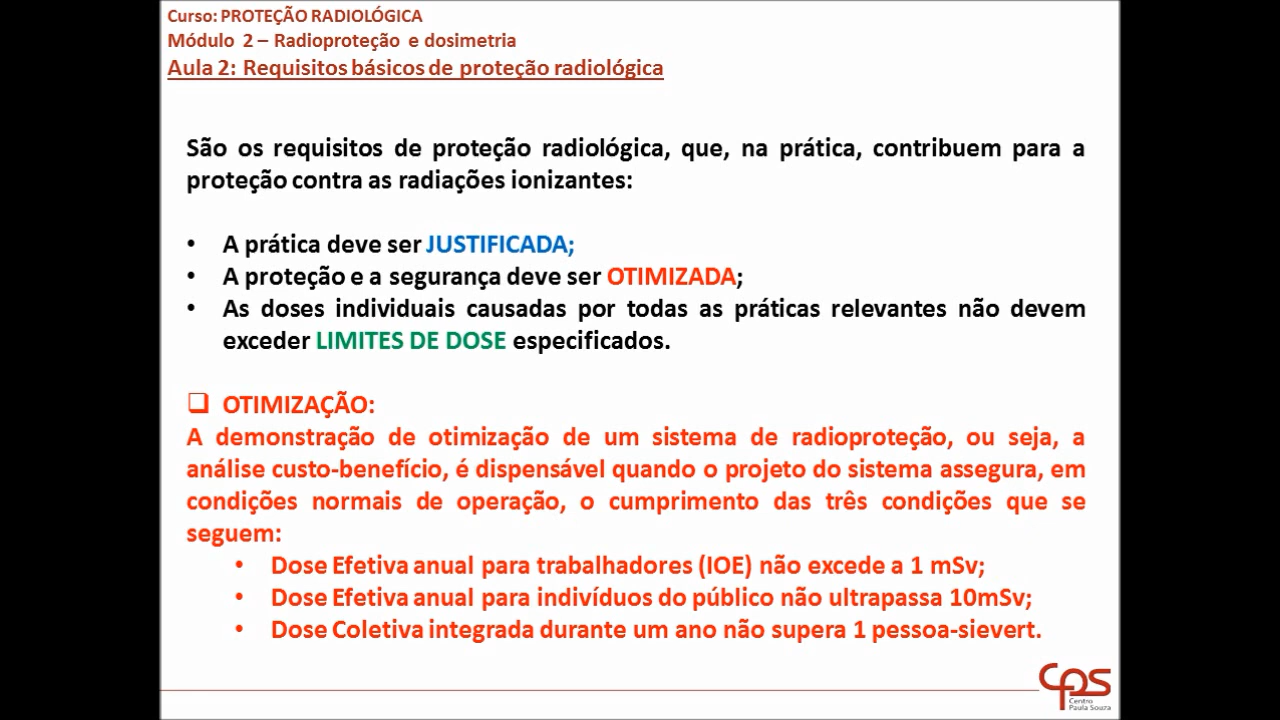 Curso: PROTEÇÃO RADIOLÓGICA
Módulo 2 – Radioproteção e dosimetria
Aula 2: Requisitos básicos de proteção radiológica
São os requisitos de proteção radiológica, que, na prática, contribuem para a
proteção contra as radiações ionizantes:
• A prática deve ser JUSTIFICADA;
• A proteção e a segurança deve ser OTIMIZADA;
• As doses individuais causadas por todas as práticas relevantes não devem
exceder LIMITES DE DOSE especificados.
❑ OTIMIZAÇÃO:
A demonstração de otimização de um sistema de radioproteção, ou seja, a
análise custo-benefício, é dispensável quando o projeto do sistema assegura, em
condições normais de operação, o cumprimento das três condições que se
seguem:
• Dose Efetiva anual para trabalhadores (IOE) não excede a 1 mSv;
• Dose Efetiva anual para indivíduos do público não ultrapassa 10mSv;
• Dose Coletiva integrada durante um ano não supera 1 pessoa-sievert.
CPS
Centro
Paula Souza